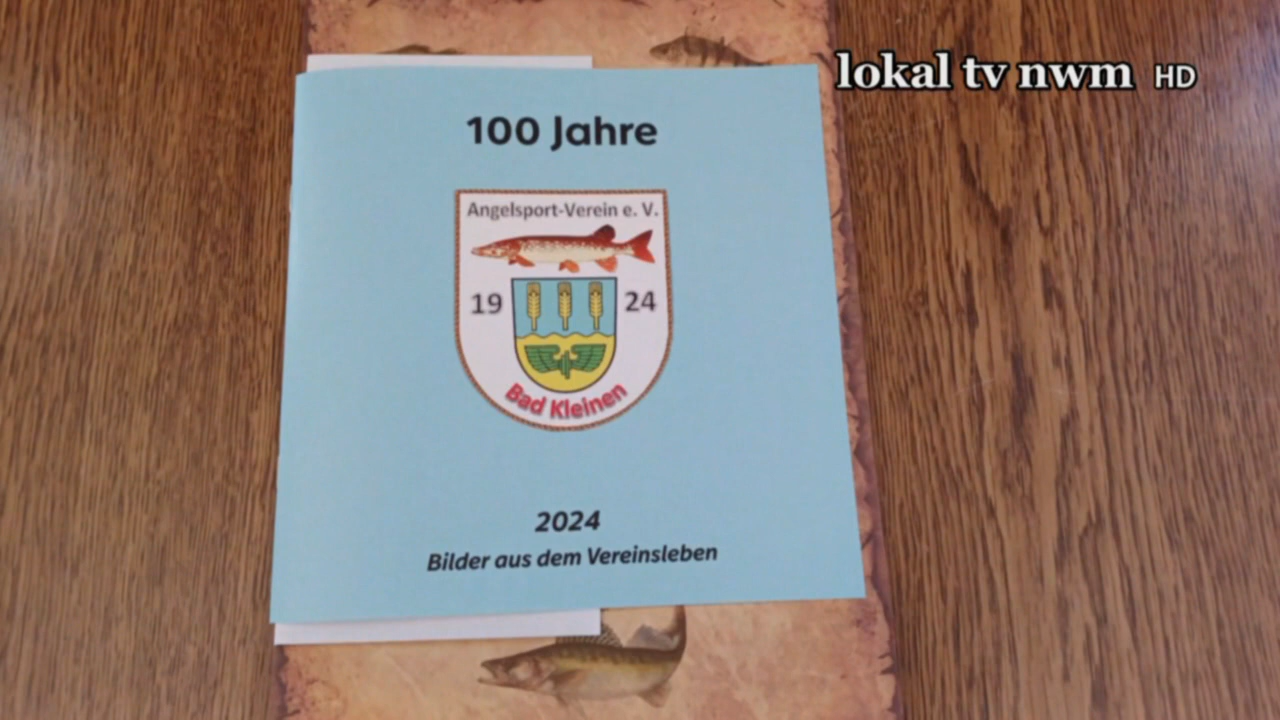 lokal tv nwm HD
100 Jahre
Angelsport-Verein e. V.
19 24
Bad Kleinen
2024
Bilder aus dem Vereinsleben